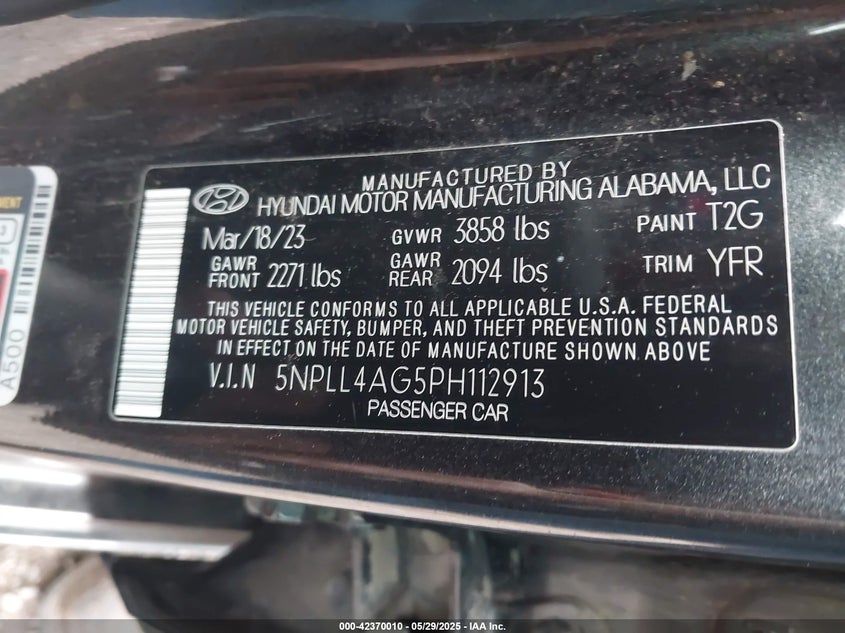 MANUFACTURED BY
HYUNDAI MOTOR MANUFACTURING ALABAMA, LLC
Mar/18/23 GVWR 3858 lbs PAINT T2G
GAWR FRONT 2271 lbs GAWR REAR 2094 lbs TRIM YFR
THIS VEHICLE CONFORMS TO ALL APPLICABLE U.S.A. FEDERAL
MOTOR VEHICLE SAFETY, BUMPER, AND THEFT PREVENTION STANDARDS
IN EFFECT ON THE DATE OF MANUFACTURE SHOWN ABOVE
V.I.N 5NPLL4AG5PH112913
PASSENGER CAR
A500
000-42370010 | 05/29/2025 - IAA Inc.